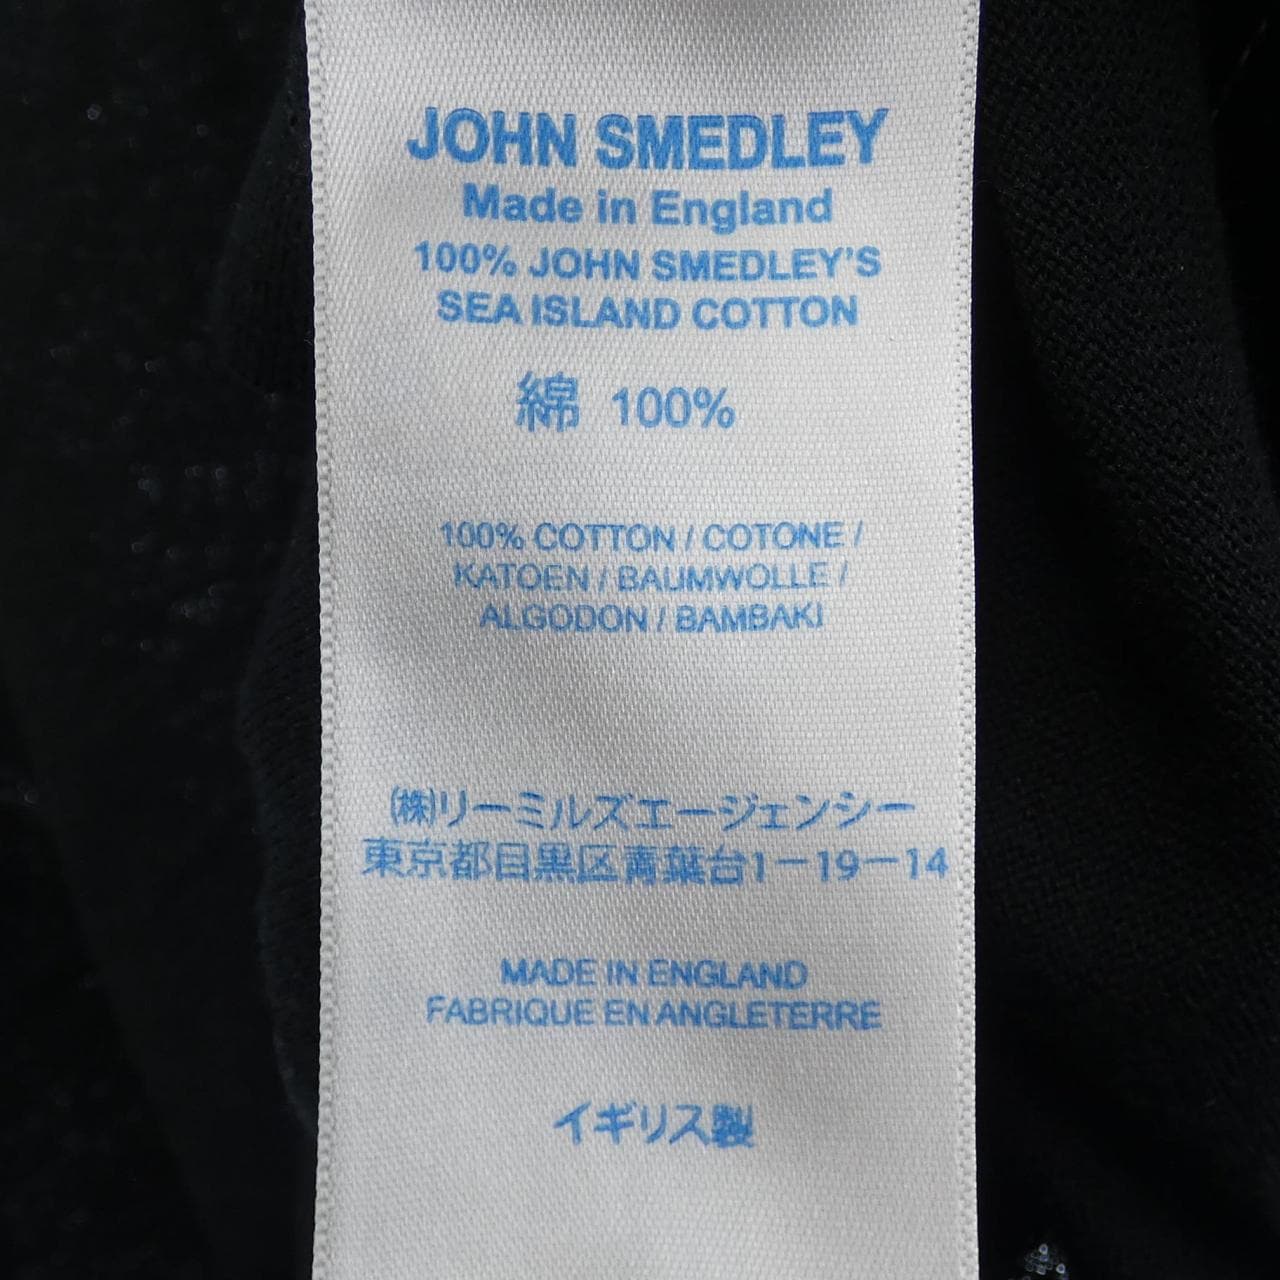 JOHN SMEDLEY
Made in England
100% JOHN SMEDLEY'S
SEA ISLAND COTTON
綿 100%
100% COTTON / COTONE /
KATOEN / BAUMWOLLE /
ALGODON / BAMBAKI
(株)リーミルズエージェンシー
東京都目黒区青葉台1－19－14
MADE IN ENGLAND
FABRIQUE EN ANGLETERRE
イギリス製